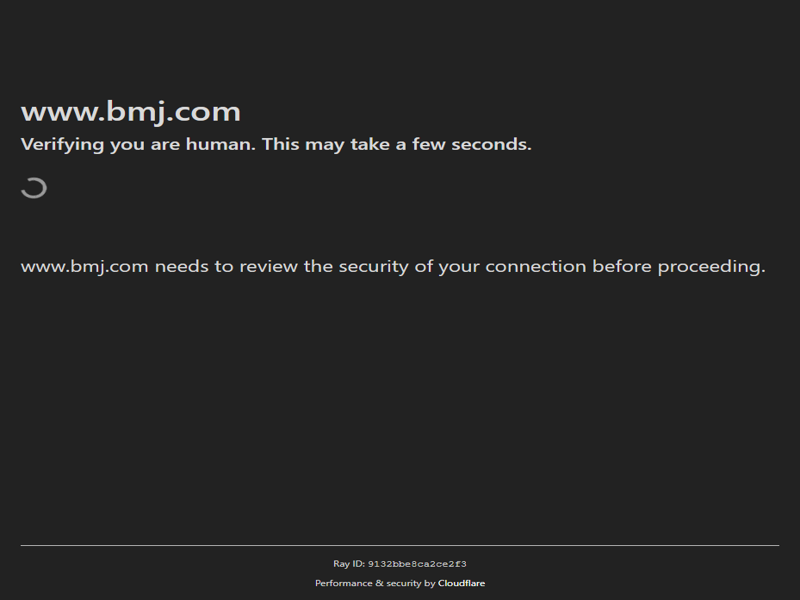 www.bmj.com
Verifying you are human. This may take a few seconds.
www.bmj.com needs to review the security of your connection before proceeding.
Ray ID: 9132bbe8ca2ce2f3
Performance & security by Cloudflare